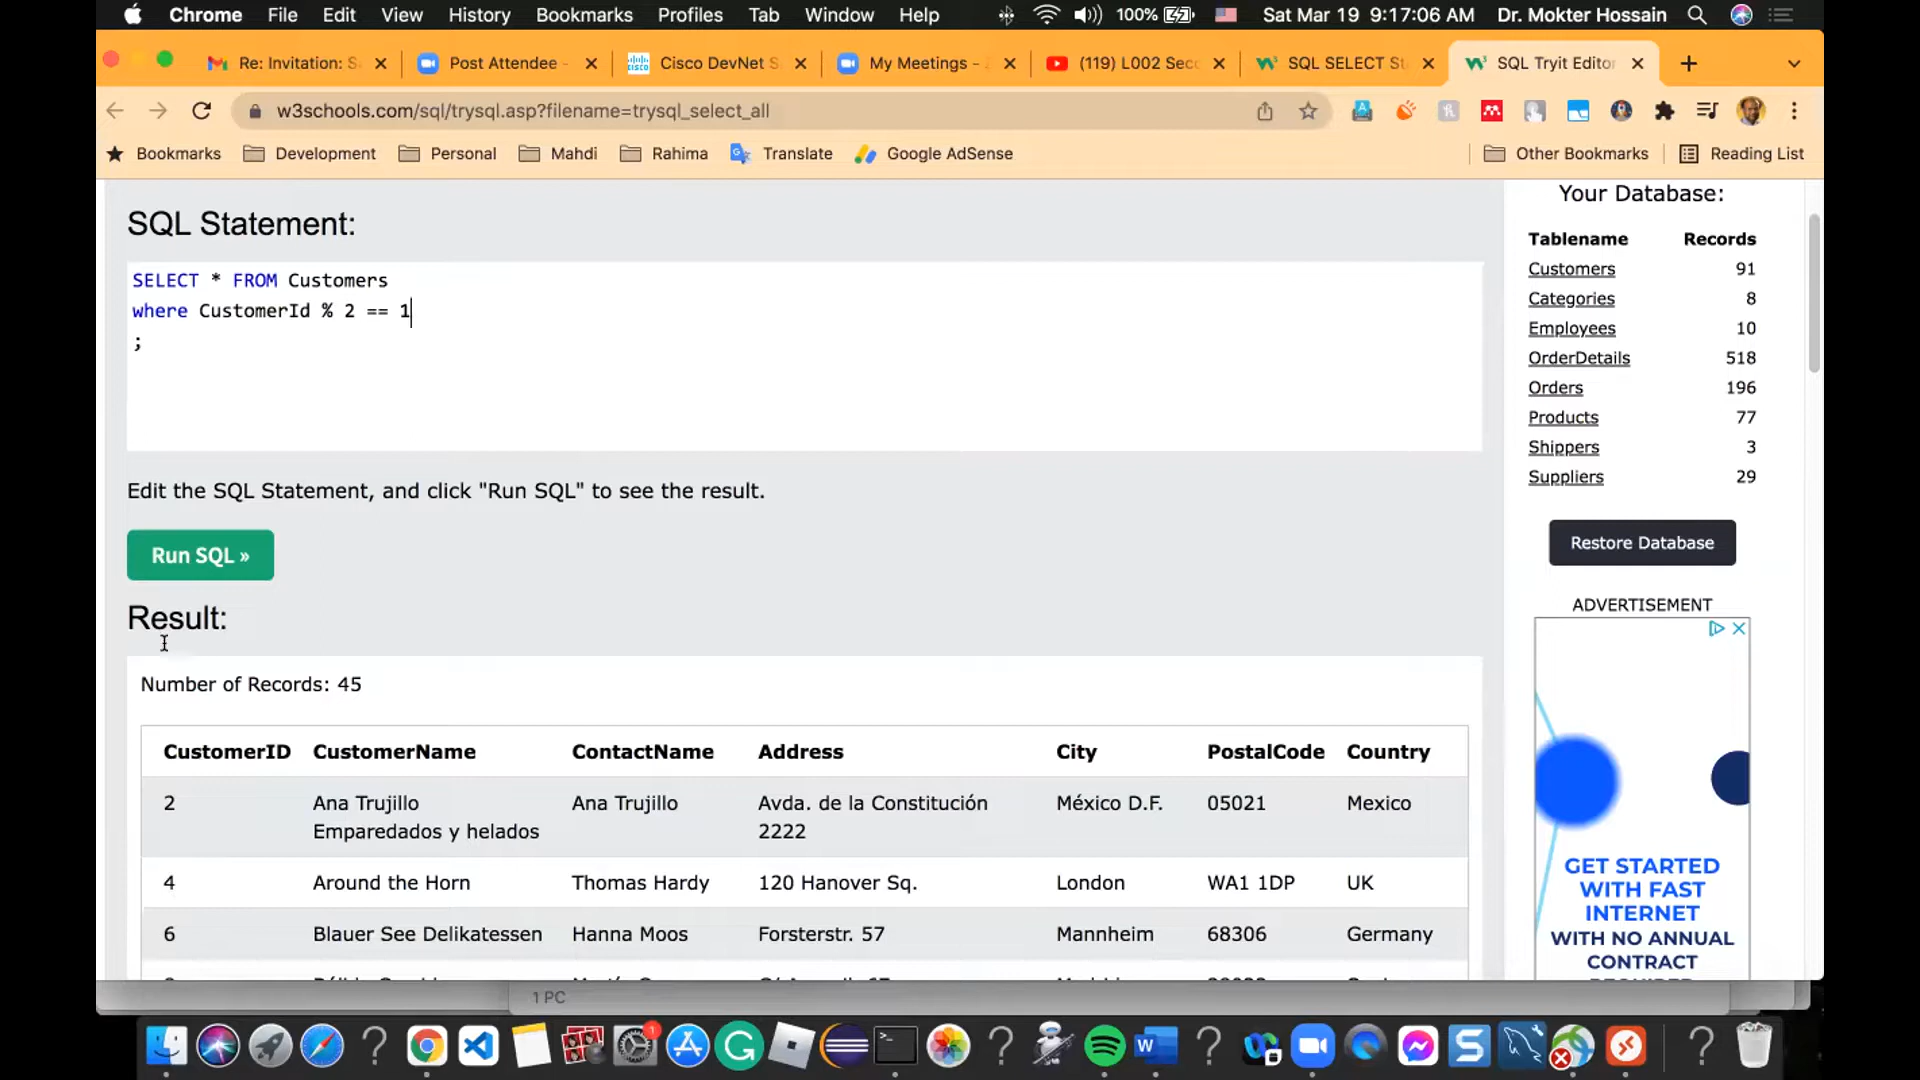 Chrome File Edit View History Bookmarks Profiles Tab Window Help 100% Sat Mar 19 9:17:06 AM Dr. Mokter Hossain
Re: Invitation: S
Post Attendee -
Cisco DevNet S
My Meetings -
(119) L002 Sec
SQL SELECT St
SQL Tryit Editor
w3schools.com/sql/trysql.asp?filename=trysql_select_all
Bookmarks Development Personal Mahdi Rahima Translate Google AdSense Other Bookmarks Reading List
SQL Statement:
SELECT * FROM Customers
where CustomerId % 2 == 1
;
Edit the SQL Statement, and click "Run SQL" to see the result.
Run SQL »
Result:
Number of Records: 45
CustomerID CustomerName ContactName Address City PostalCode Country
2 Ana Trujillo Emparedados y helados Ana Trujillo Avda. de la Constitución 2222 México D.F. 05021 Mexico
4 Around the Horn Thomas Hardy 120 Hanover Sq. London WA1 1DP UK
6 Blauer See Delikatessen Hanna Moos Forsterstr. 57 Mannheim 68306 Germany
Your Database:
Tablename Records
Customers 91
Categories 8
Employees 10
OrderDetails 518
Orders 196
Products 77
Shippers 3
Suppliers 29
Restore Database
ADVERTISEMENT
GET STARTED
WITH FAST
INTERNET
WITH NO ANNUAL
CONTRACT
1 PC